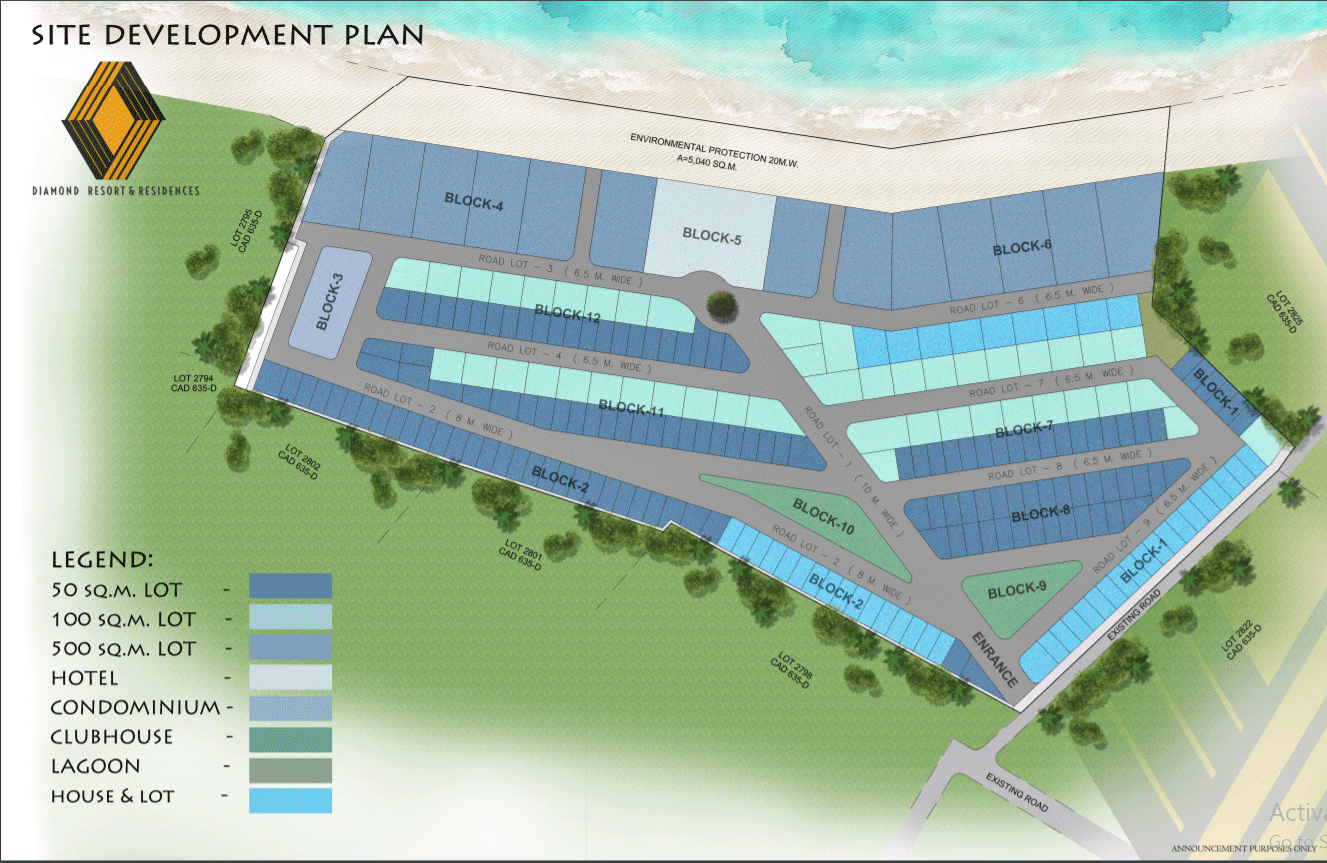 SITE DEVELOPMENT PLAN
DIAMOND RESORT & RESIDENCES
ENVIRONMENTAL PROTECTION 20M.W.
A=5,040 SQ.M.
LOT 2795
CAD 635-D
BLOCK-4
BLOCK-5
BLOCK-6
ROAD LOT - 3 ( 6.5 M. WIDE )
ROAD LOT - 6 ( 6.5 M. WIDE )
BLOCK-3
BLOCK-12
LOT 2825
CAD 635-D
ROAD LOT - 4 ( 6.5 M. WIDE )
ROAD LOT - 7 ( 6.5 M. WIDE )
LOT 2794
CAD 635-D
ROAD LOT - 2 ( 8 M. WIDE )
BLOCK-11
ROAD LOT - 1 ( 10 M. WIDE )
BLOCK-7
BLOCK-1
LOT 2802
CAD 635-D
BLOCK-2
ROAD LOT - 8 ( 6.5 M. WIDE )
BLOCK-10
BLOCK-8
ROAD LOT - 9 ( 6.5 M. WIDE )
LOT 2801
CAD 635-D
ROAD LOT - 2 ( 8 M. WIDE )
BLOCK-2
BLOCK-9
BLOCK-1
EXISTING ROAD
LOT 2822
CAD 635-D
ENTRANCE
LOT 2798
CAD 635-D
LEGEND:
50 SQ.M. LOT -
100 SQ.M. LOT -
500 SQ.M. LOT -
HOTEL -
CONDOMINIUM -
CLUBHOUSE -
LAGOON -
HOUSE & LOT -
EXISTING ROAD
Activa
Go to S
ANNOUNCEMENT PURPOSES ONLY